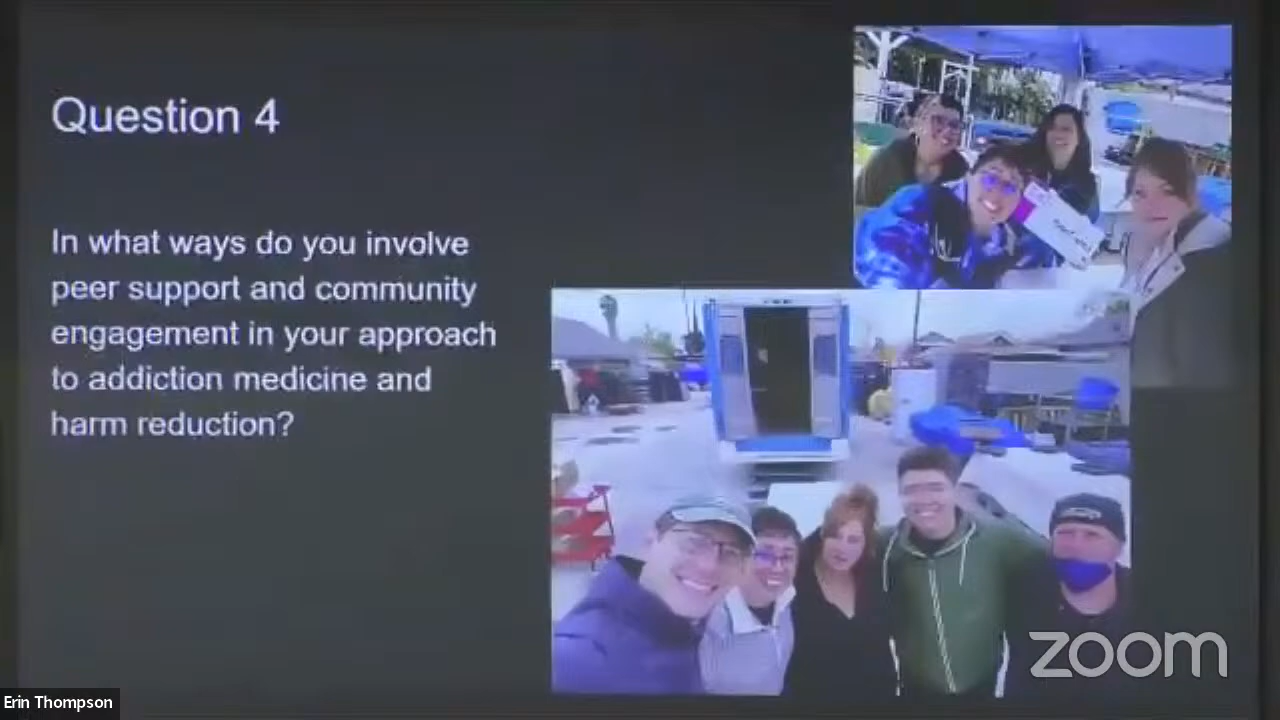 Question 4
In what ways do you involve
peer support and community
engagement in your approach
to addiction medicine and
harm reduction?
zoom
Erin Thompson